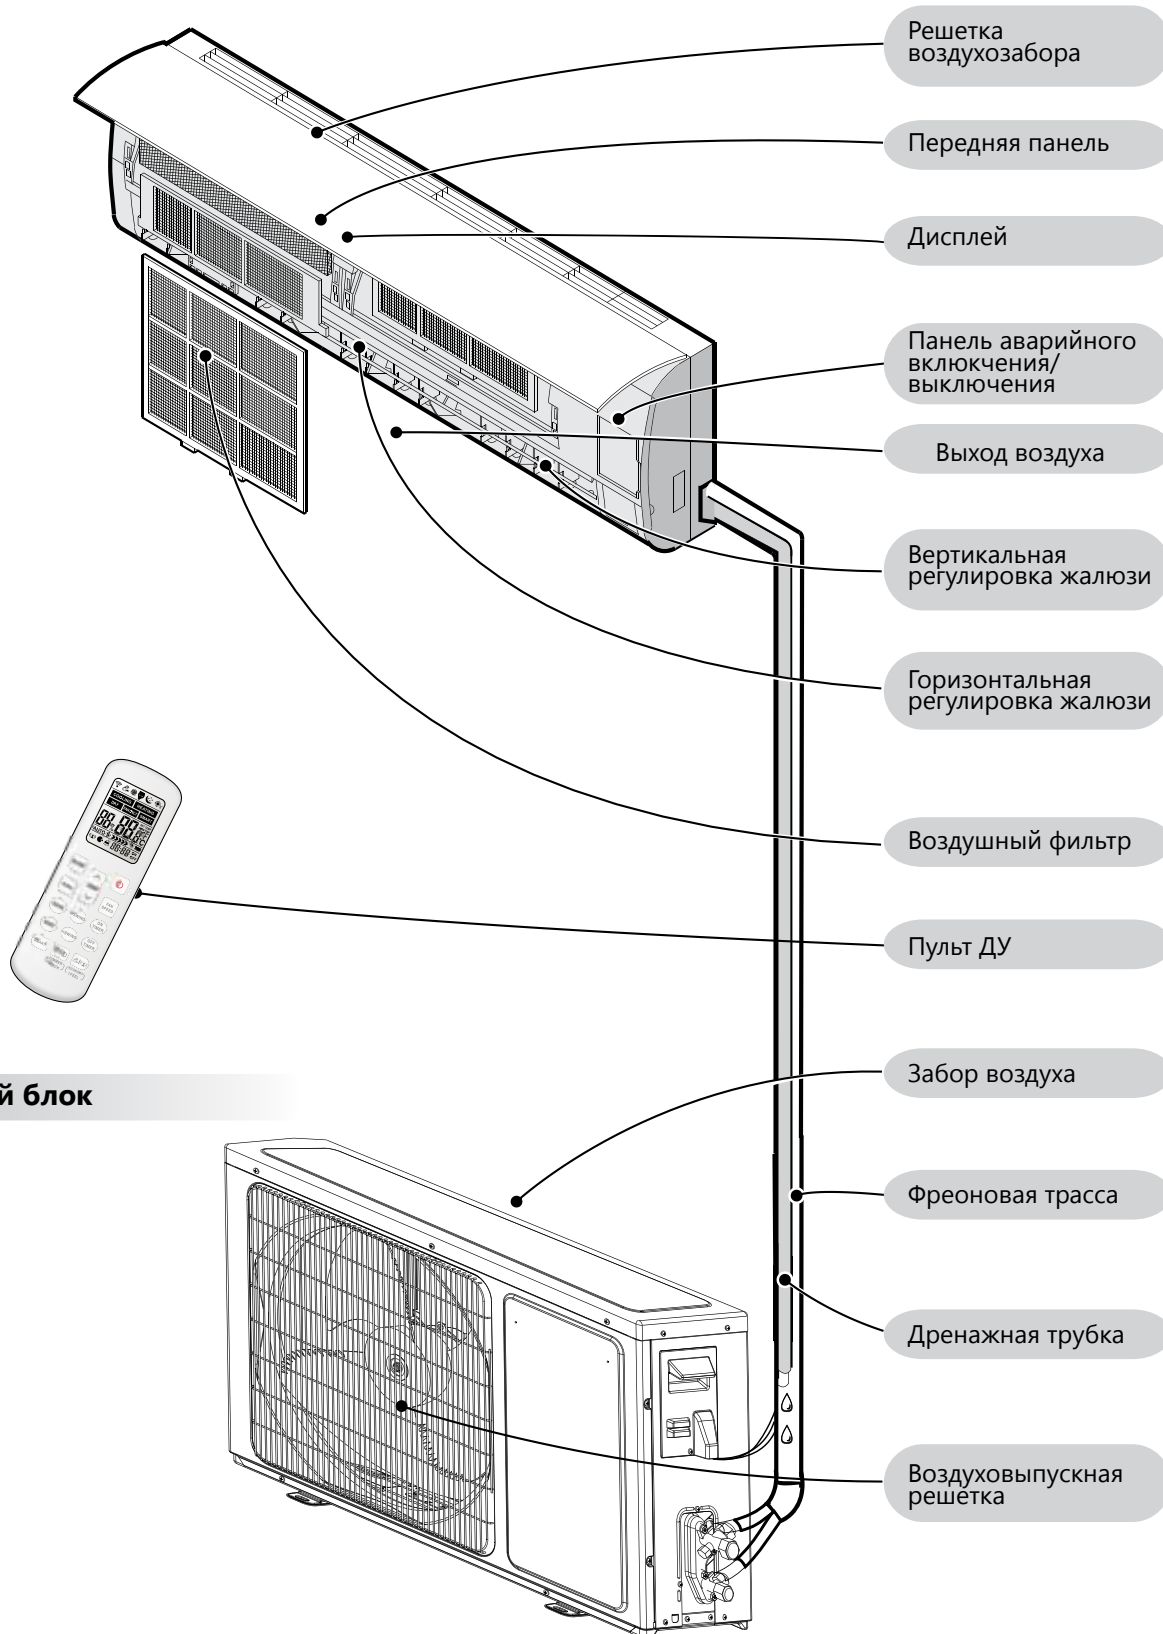 Решетка
воздухозабора
Передняя панель
Дисплей
Панель аварийного
вклюкчения/
выключения
Выход воздуха
Вертикальная
регулировка жалюзи
Горизонтальная
регулировка жалюзи
Воздушный фильтр
Пульт ДУ
й блок
Забор воздуха
Фреоновая трасса
Дренажная трубка
Воздуховыпускная
решетка